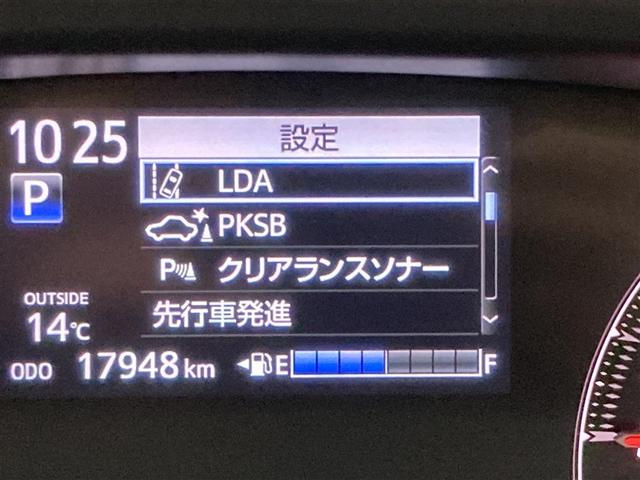 10 25
設定
P
LDA
PKSB
P クリアランスソナー
先行車発進
OUTSIDE
14℃
ODO 17948 km
E F